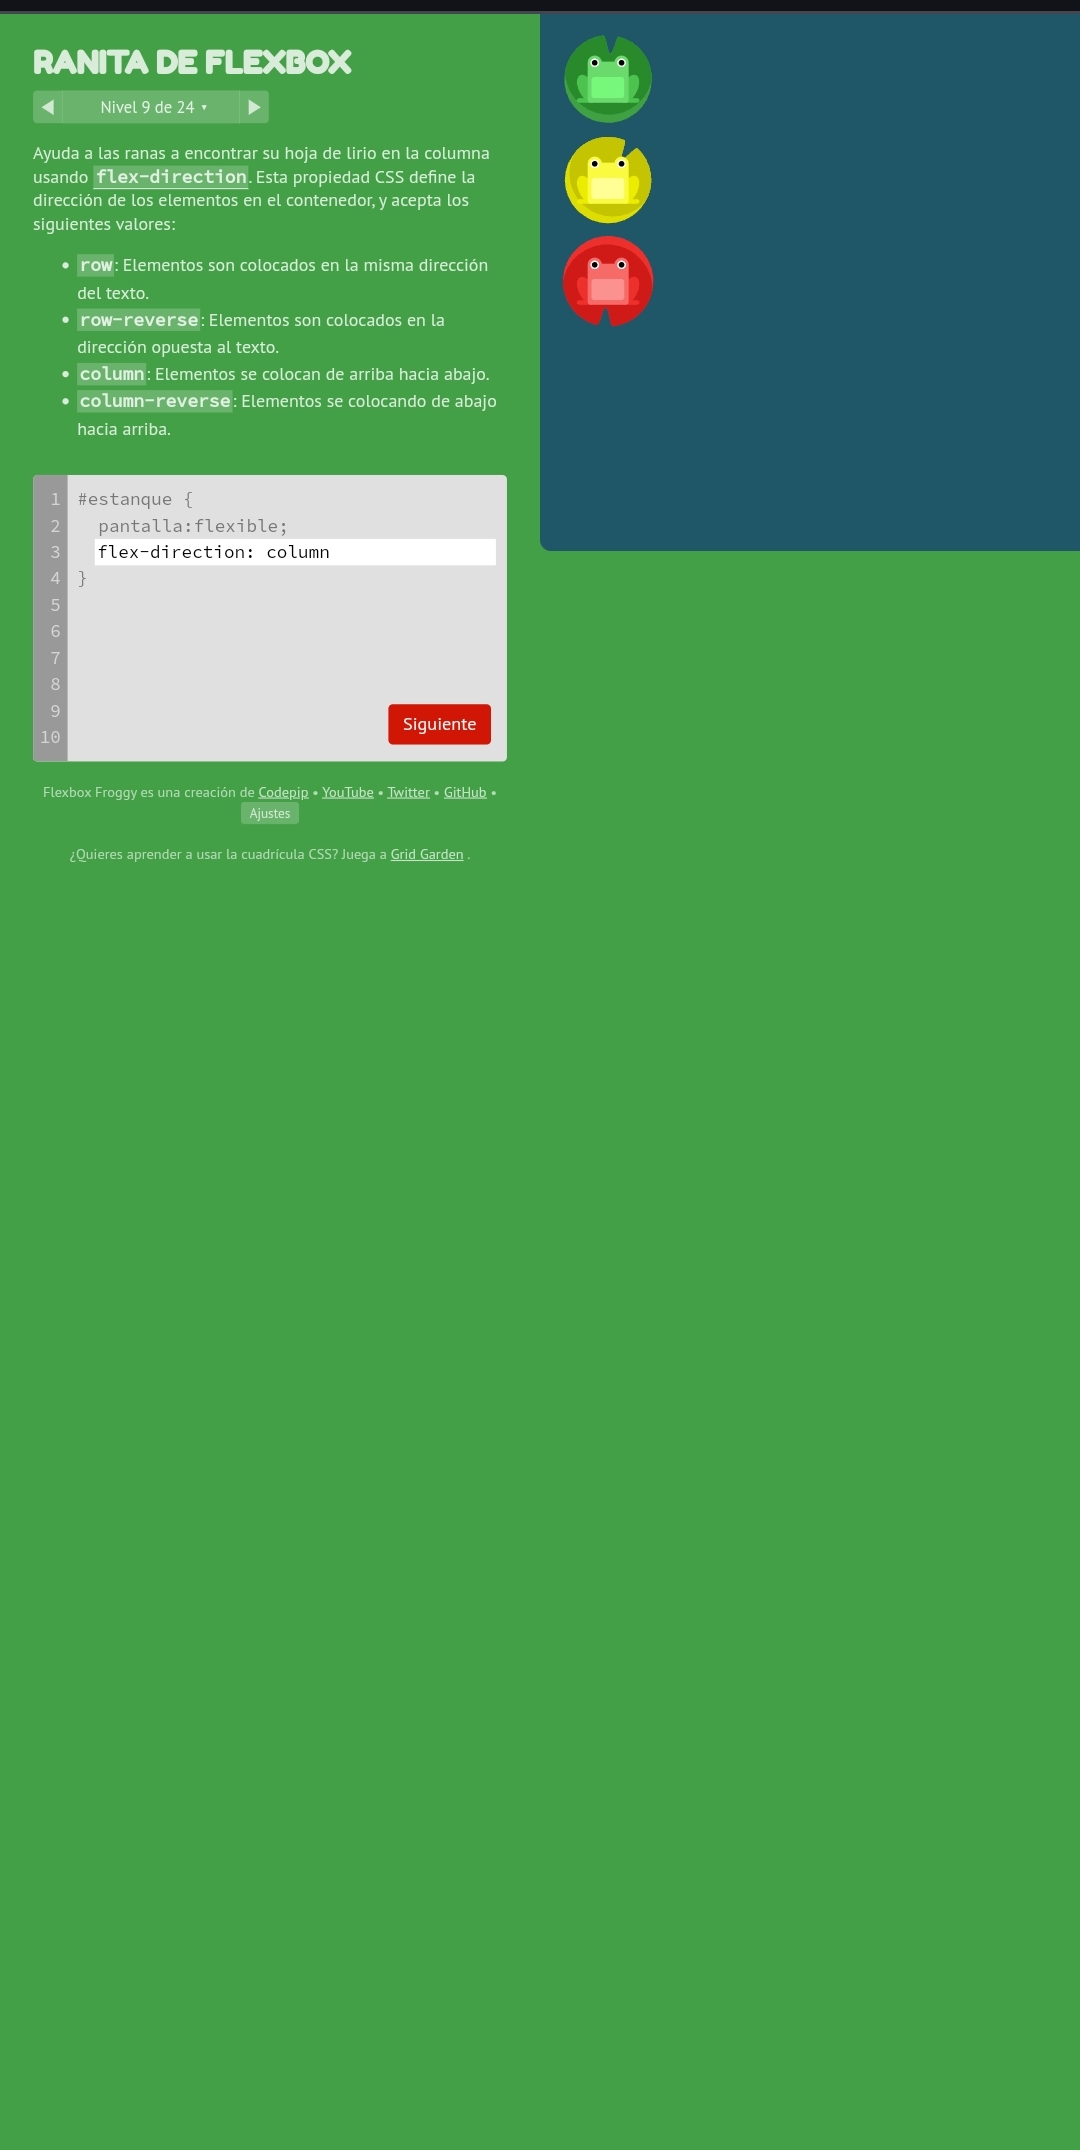 RANITA DE FLEXBOX
◀ Nivel 9 de 24 ▾ ▶
Ayuda a las ranas a encontrar su hoja de lirio en la columna
usando flex-direction. Esta propiedad CSS define la
dirección de los elementos en el contenedor, y acepta los
siguientes valores:
• row: Elementos son colocados en la misma dirección
del texto.
• row-reverse: Elementos son colocados en la
dirección opuesta al texto.
• column: Elementos se colocan de arriba hacia abajo.
• column-reverse: Elementos se colocando de abajo
hacia arriba.
1 #estanque {
2 pantalla:flexible;
3 flex-direction: column
4 }
5
6
7
8
9
10
Siguiente
Flexbox Froggy es una creación de Codepip • YouTube • Twitter • GitHub •
Ajustes
¿Quieres aprender a usar la cuadrícula CSS? Juega a Grid Garden .